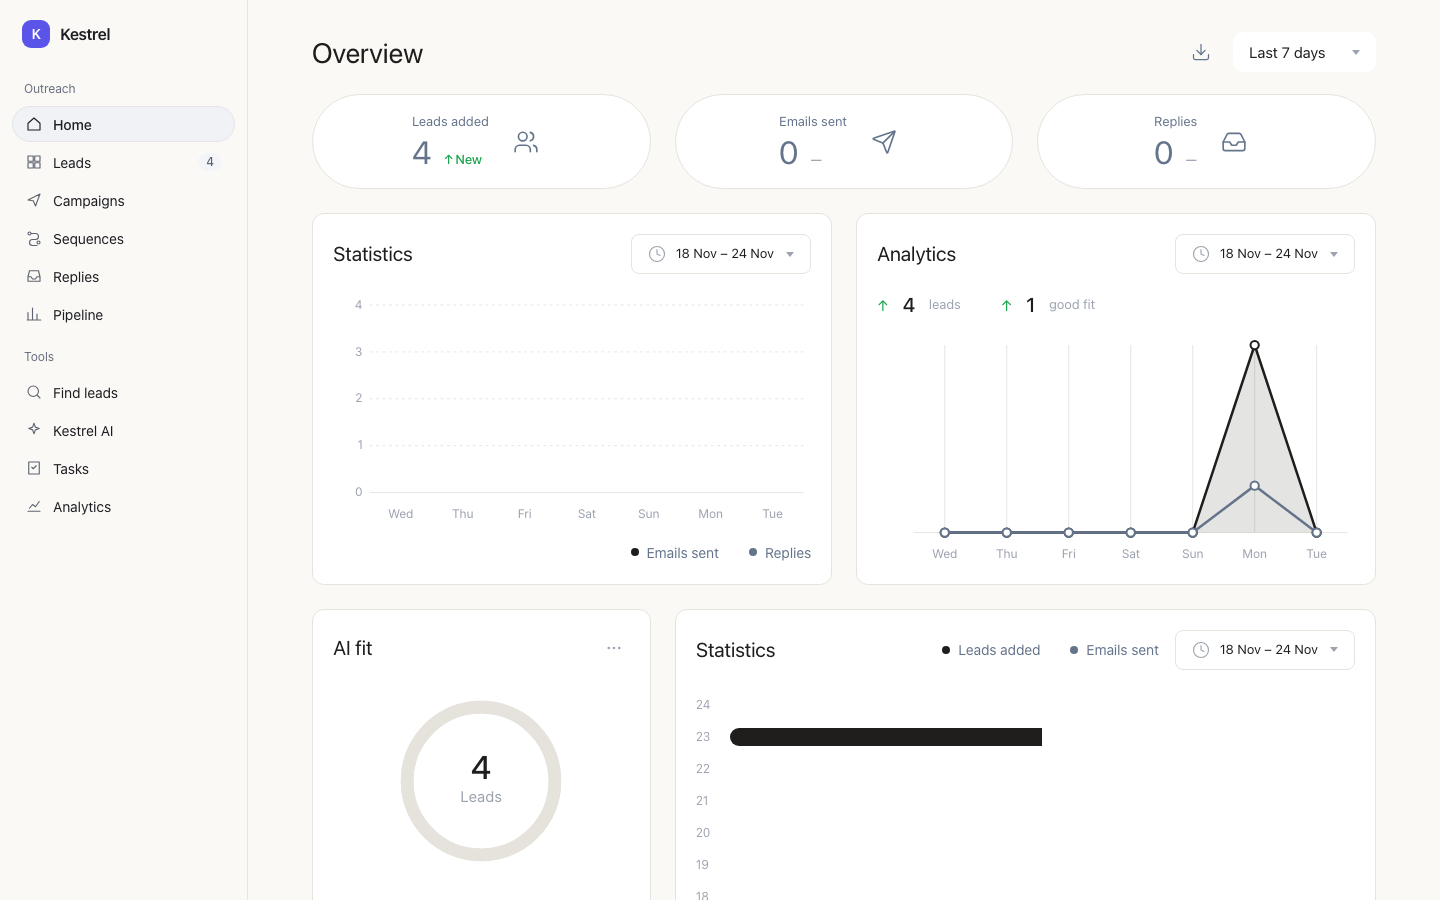 K Kestrel
Outreach
Home
Leads 4
Campaigns
Sequences
Replies
Pipeline
Tools
Find leads
Kestrel AI
Tasks
Analytics
Overview
Last 7 days
Leads added
4 ↑ New
Emails sent
0 –
Replies
0 –
Statistics
18 Nov – 24 Nov
4
3
2
1
0
Wed Thu Fri Sat Sun Mon Tue
Emails sent Replies
Analytics
18 Nov – 24 Nov
↑ 4 leads ↑ 1 good fit
Wed Thu Fri Sat Sun Mon Tue
AI fit
4
Leads
Statistics
Leads added Emails sent 18 Nov – 24 Nov
24
23
22
21
20
19
18